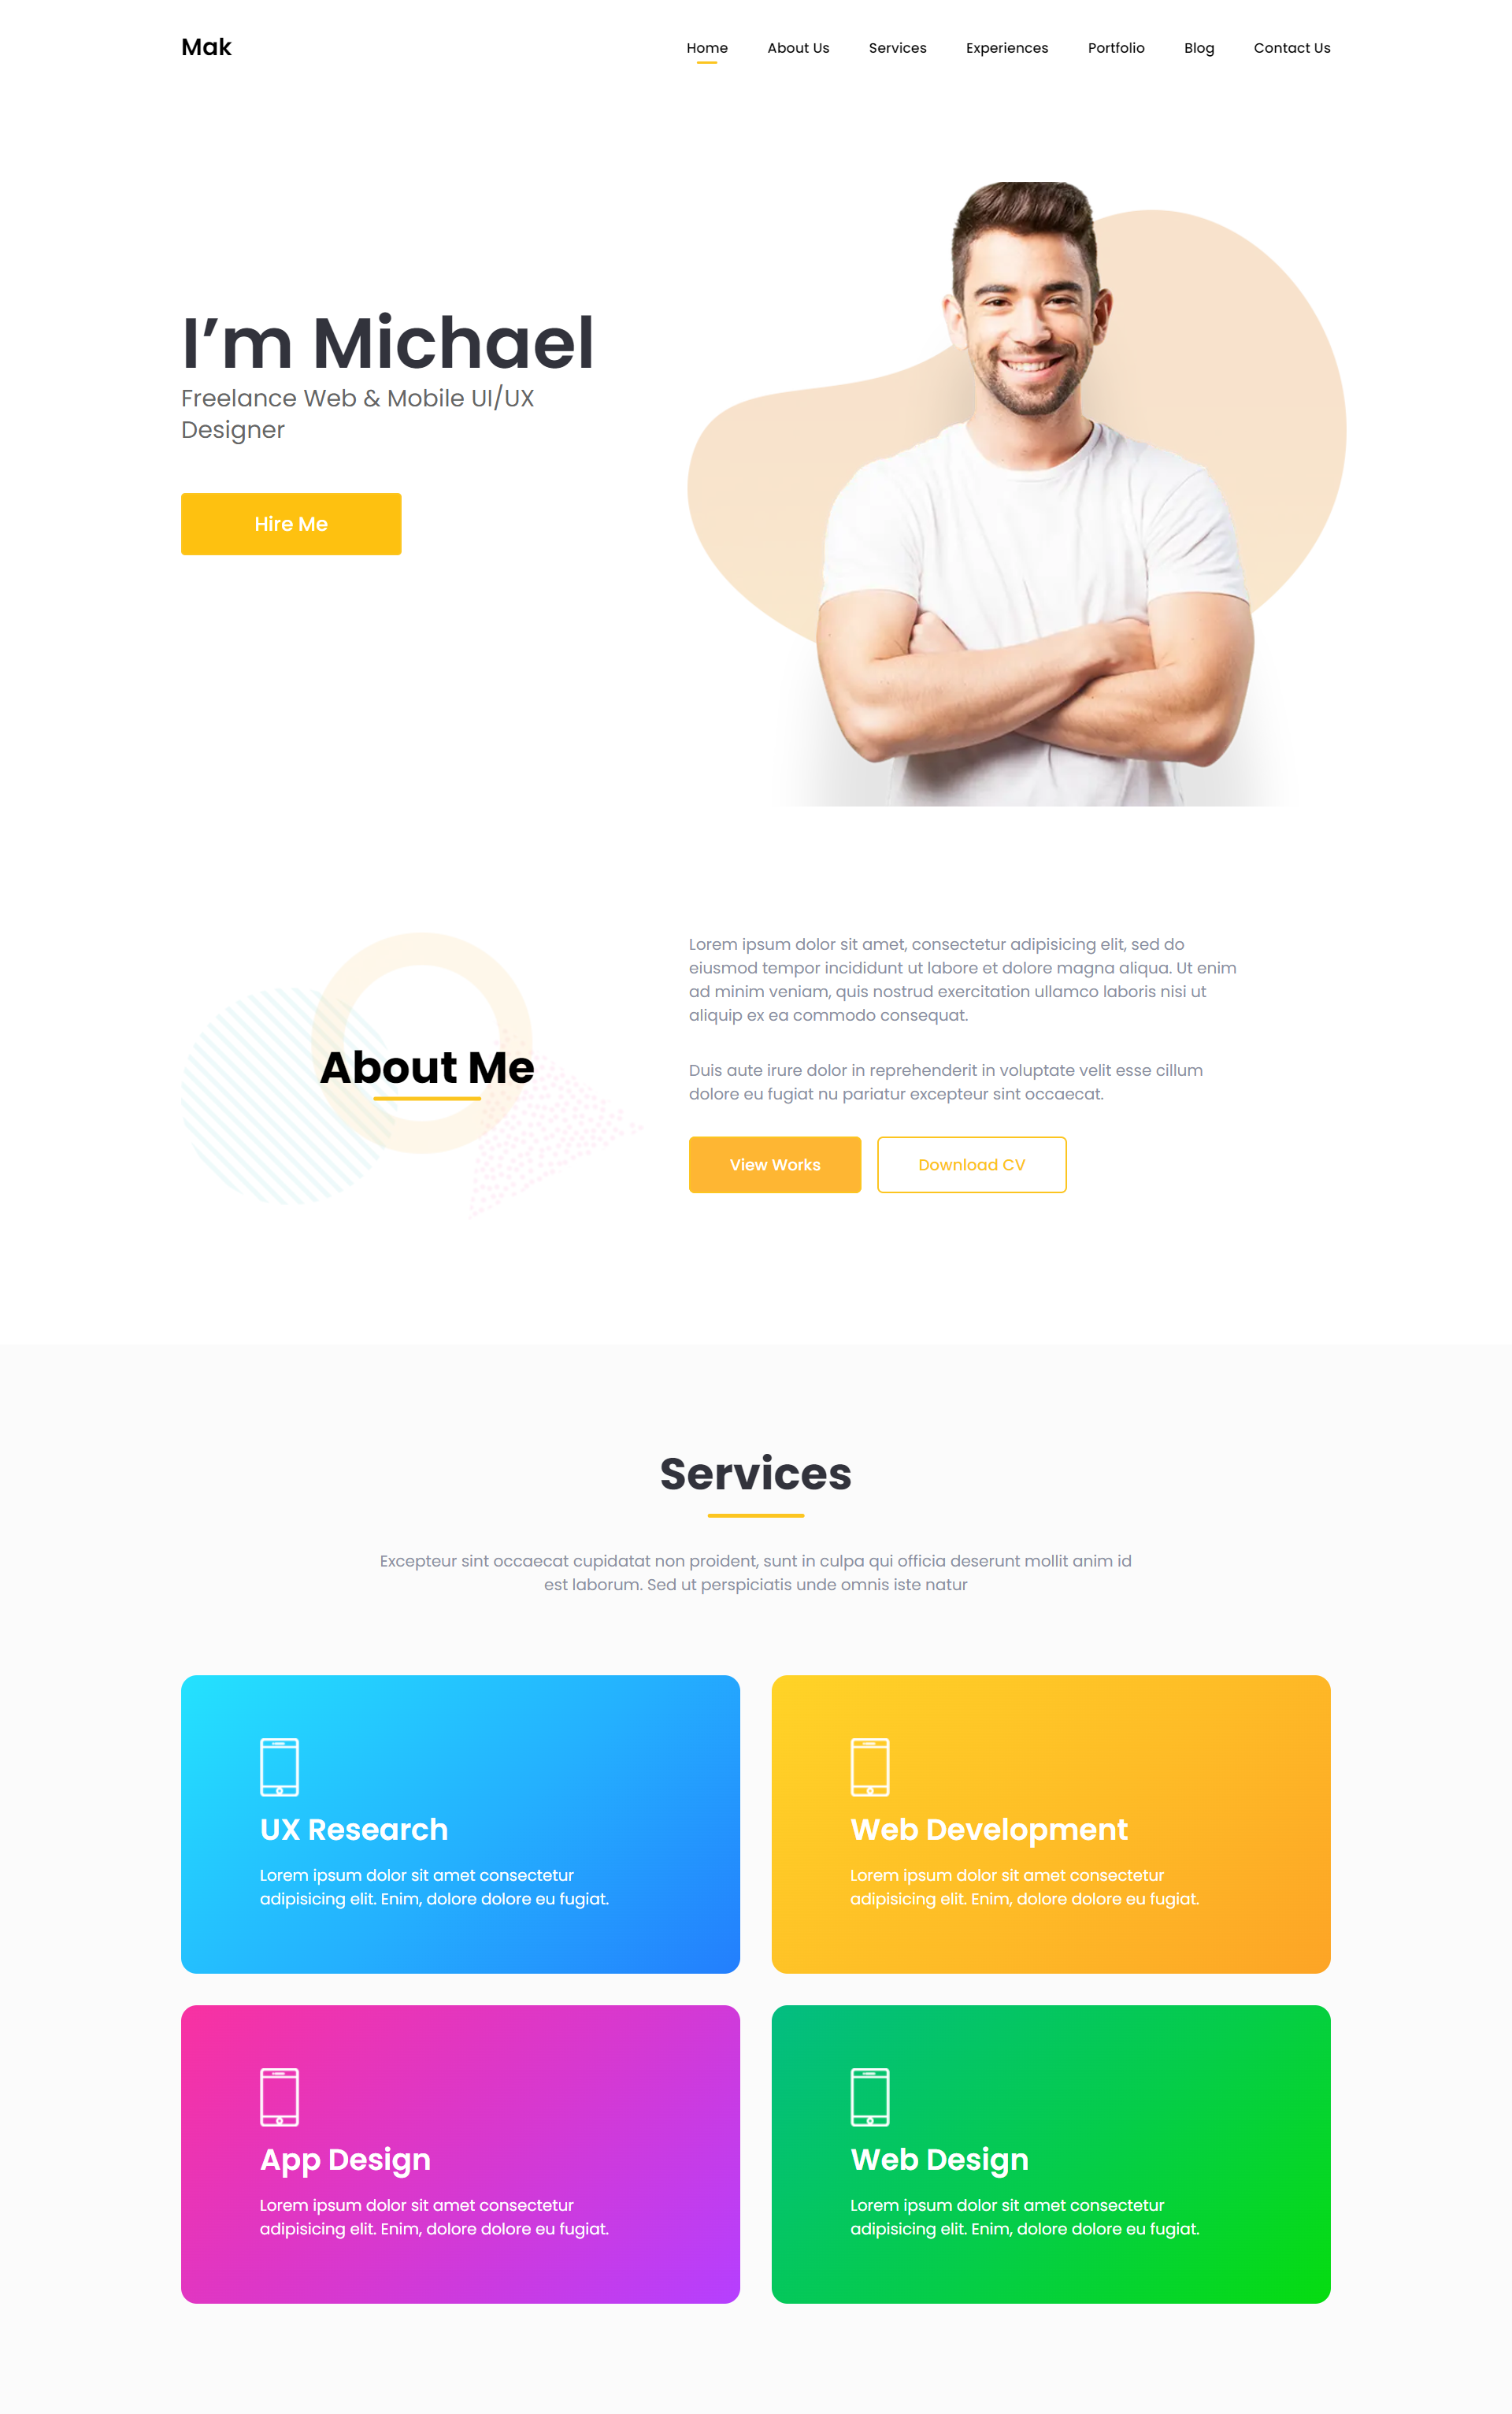 Mak
Home
About Us
Services
Experiences
Portfolio
Blog
Contact Us
I’m Michael
Freelance Web & Mobile UI/UX
Designer
Hire Me
About Me
Lorem ipsum dolor sit amet, consectetur adipisicing elit, sed do
eiusmod tempor incididunt ut labore et dolore magna aliqua. Ut enim
ad minim veniam, quis nostrud exercitation ullamco laboris nisi ut
aliquip ex ea commodo consequat.
Duis aute irure dolor in reprehenderit in voluptate velit esse cillum
dolore eu fugiat nu pariatur excepteur sint occaecat.
View Works
Download CV
Services
Excepteur sint occaecat cupidatat non proident, sunt in culpa qui officia deserunt mollit anim id
est laborum. Sed ut perspiciatis unde omnis iste natur
UX Research
Lorem ipsum dolor sit amet consectetur
adipisicing elit. Enim, dolore dolore eu fugiat.
Web Development
Lorem ipsum dolor sit amet consectetur
adipisicing elit. Enim, dolore dolore eu fugiat.
App Design
Lorem ipsum dolor sit amet consectetur
adipisicing elit. Enim, dolore dolore eu fugiat.
Web Design
Lorem ipsum dolor sit amet consectetur
adipisicing elit. Enim, dolore dolore eu fugiat.